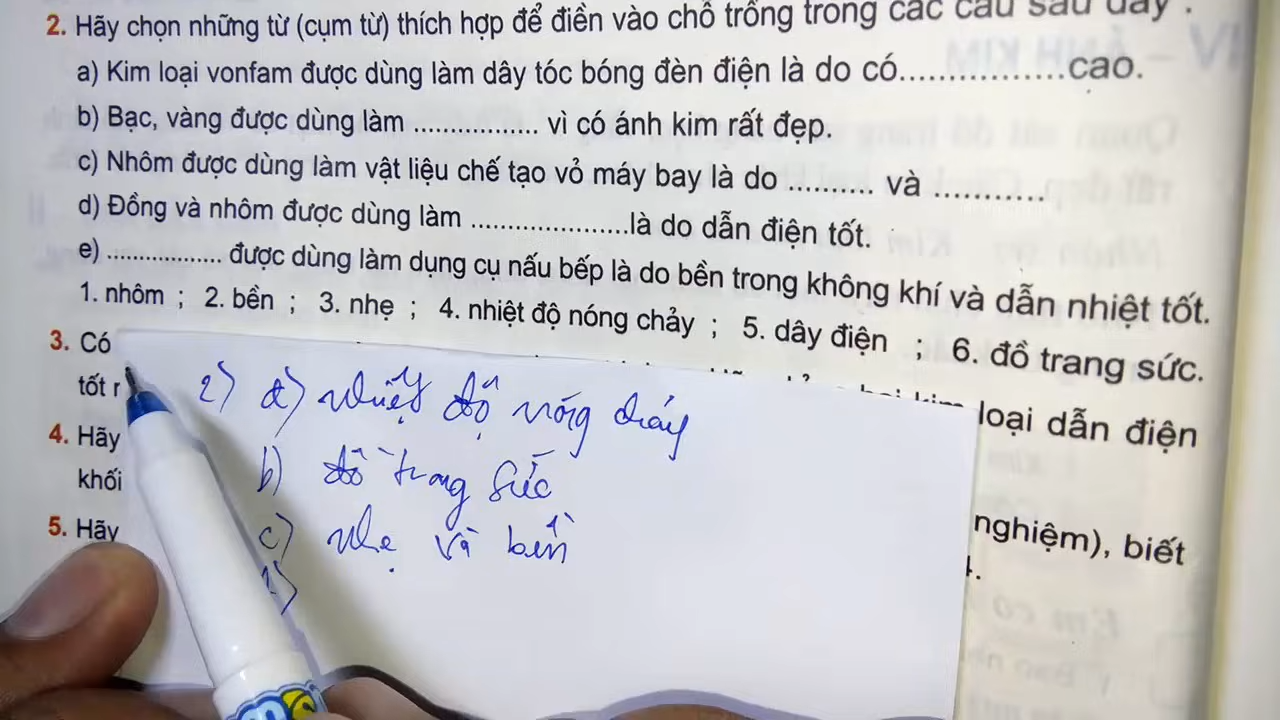 2. Hãy chọn những từ (cụm từ) thích hợp để điền vào chỗ trống trong các câu sau đây :
a) Kim loại vonfam được dùng làm dây tóc bóng đèn điện là do có.................cao.
b) Bạc, vàng được dùng làm ................. vì có ánh kim rất đẹp.
c) Nhôm được dùng làm vật liệu chế tạo vỏ máy bay là do .......... và ............
d) Đồng và nhôm được dùng làm .....................là do dẫn điện tốt.
e) ................. được dùng làm dụng cụ nấu bếp là do bền trong không khí và dẫn nhiệt tốt.
1. nhôm ; 2. bền ; 3. nhẹ ; 4. nhiệt độ nóng chảy ; 5. dây điện ; 6. đồ trang sức.
3. Có
loại dẫn điện
tốt
4. Hãy
khối
nghiệm), biết
5. Hãy
2) a) nhiệt độ nóng chảy
b) đồ trang sức
c) nhẹ và bền
d)